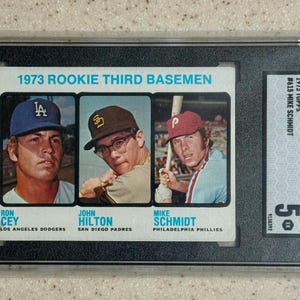 1973 ROOKIE THIRD BASEMEN
LA
RON
CEY
LOS ANGELES DODGERS
JOHN
HILTON
SAN DIEGO PADRES
MIKE
SCHMIDT
PHILADELPHIA PHILLIES
1973 TOPPS
#615 MIKE SCHMIDT
5